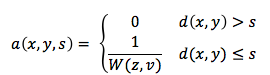 a(x, y, s) = { 0 d(x, y) > s
1 / W(z, v) d(x, y) ≤ s